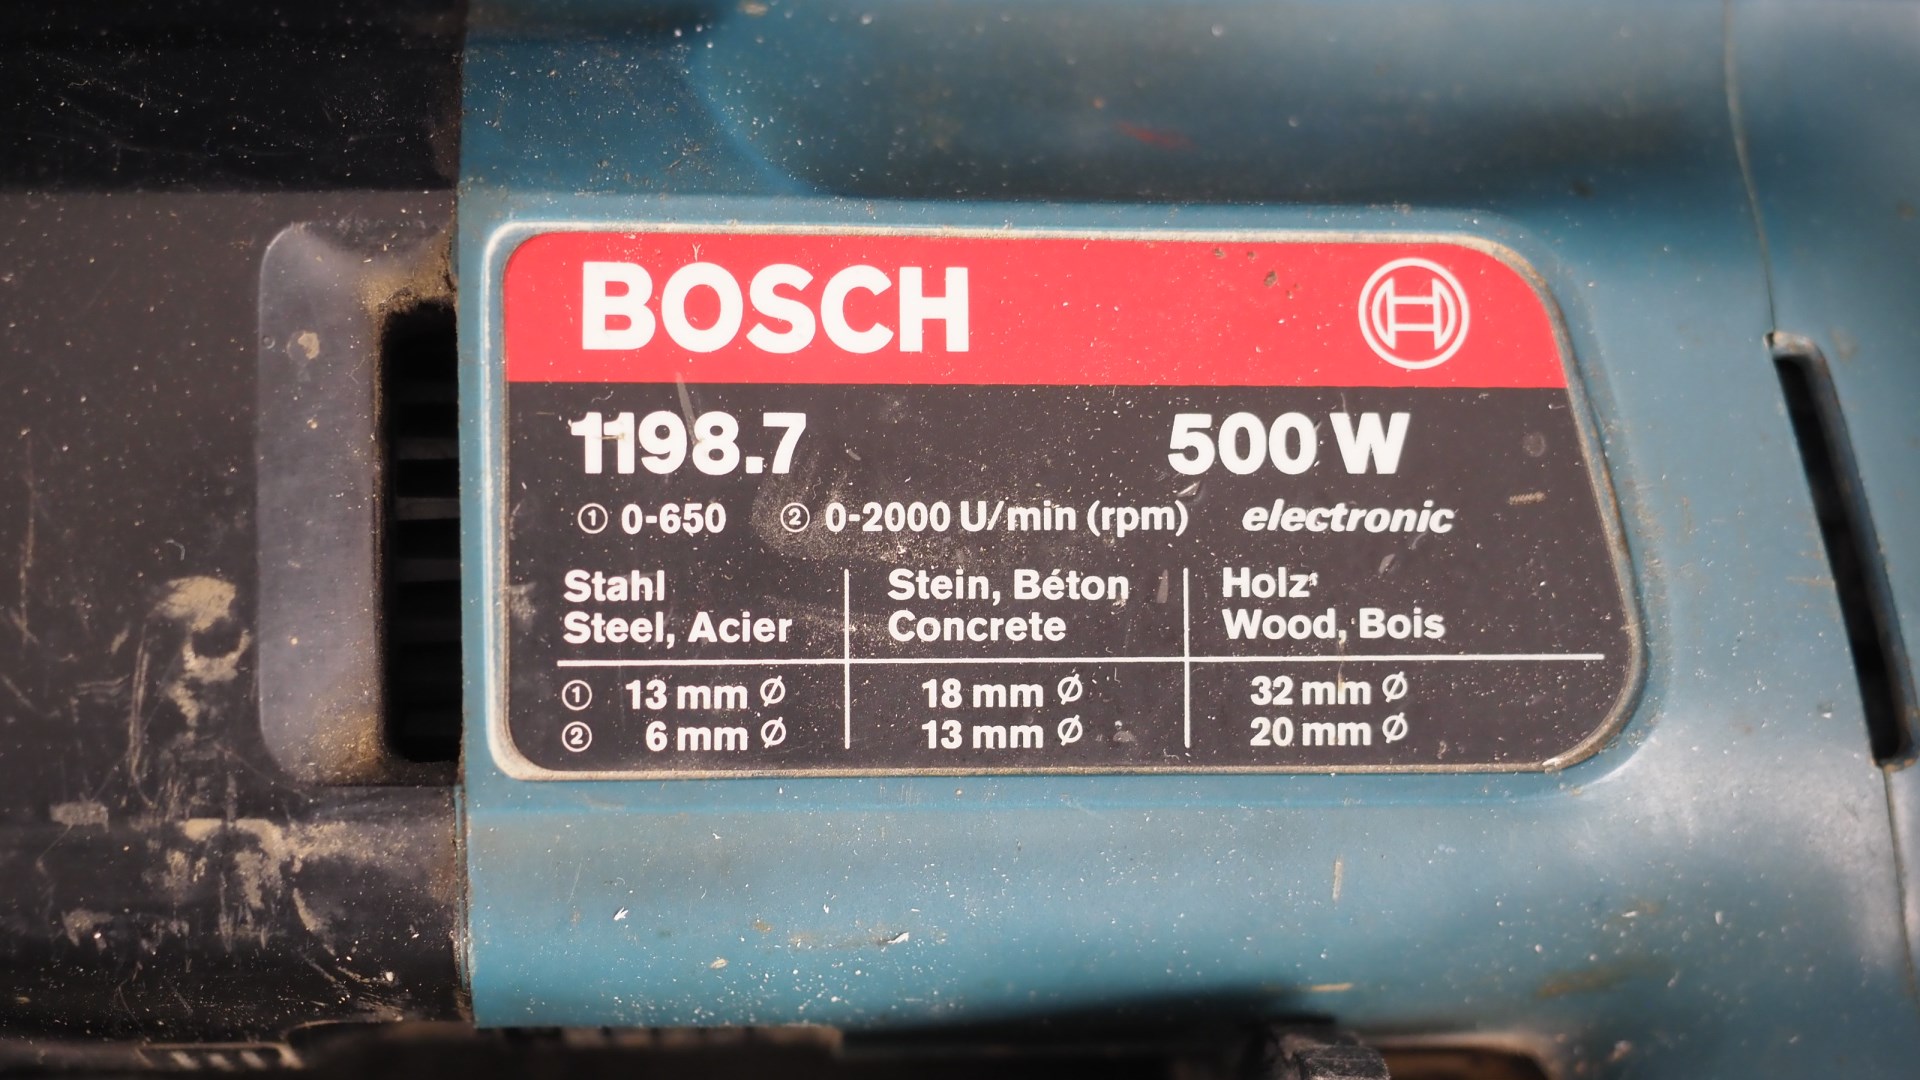 BOSCH
1198.7 500 W
① 0-650 ② 0-2000 U/min (rpm) electronic
Stahl Stein, Béton Holz
Steel, Acier Concrete Wood, Bois
① 13 mm Ø 18 mm Ø 32 mm Ø
② 6 mm Ø 13 mm Ø 20 mm Ø